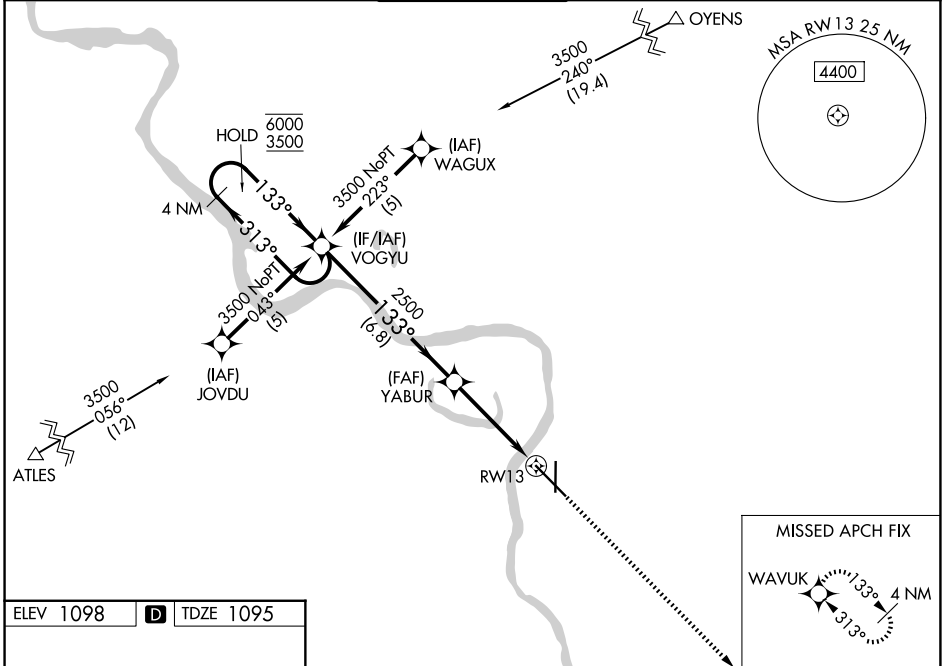 OYENS
3500
240°
(19.4)
MSA RW13 25 NM
4400
HOLD
6000
3500
(IAF)
WAGUX
3500 NoPT
223°
(5)
133°
4 NM
313°
(IF/IAF)
VOGYU
3500 NoPT
043°
(5)
2500
133°
(6.8)
(IAF)
JOVDU
(FAF)
YABUR
3500
056°
(12)
ATLES
RW13
MISSED APCH FIX
WAVUK
133°
4 NM
313°
ELEV 1098 D TDZE 1095